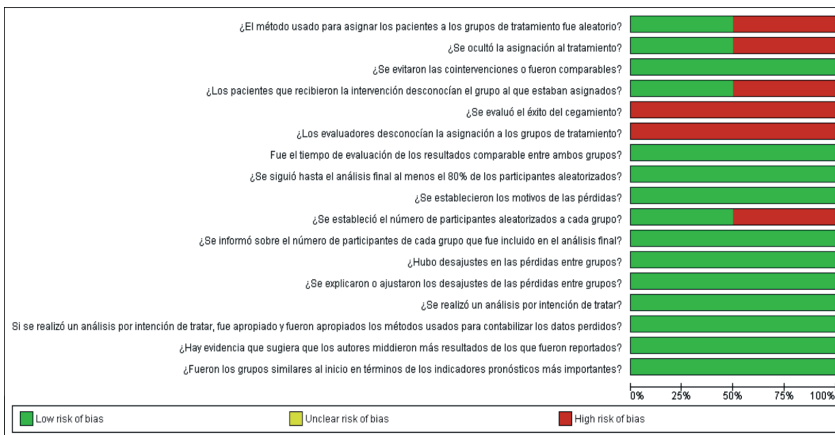 ¿El método usado para asignar los pacientes a los grupos de tratamiento fue aleatorio?
¿Se ocultó la asignación al tratamiento?
¿Se evitaron las cointervenciones o fueron comparables?
¿Los pacientes que recibieron la intervención desconocían el grupo al que estaban asignados?
¿Se evaluó el éxito del cegamiento?
¿Los evaluadores desconocían la asignación a los grupos de tratamiento?
Fue el tiempo de evaluación de los resultados comparable entre ambos grupos?
¿Se siguió hasta el análisis final al menos el 80% de los participantes aleatorizados?
¿Se establecieron los motivos de las pérdidas?
¿Se estableció el número de participantes aleatorizados a cada grupo?
¿Se informó sobre el número de participantes de cada grupo que fue incluido en el análisis final?
¿Hubo desajustes en las pérdidas entre grupos?
¿Se explicaron o ajustaron los desajustes de las pérdidas entre grupos?
¿Se realizó un análisis por intención de tratar?
Si se realizó un análisis por intención de tratar, fue apropiado y fueron apropiados los métodos usados para contabilizar los datos perdidos?
¿Hay evidencia que sugiera que los autores middieron más resultados de los que fueron reportados?
¿Fueron los grupos similares al inicio en términos de los indicadores pronósticos más importantes?
0% 25% 50% 75% 100%
Low risk of bias Unclear risk of bias High risk of bias